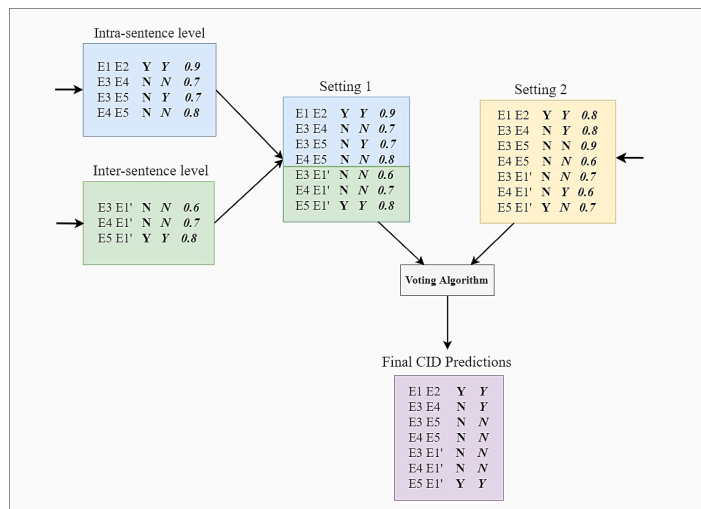 Intra-sentence level
E1 E2 Y Y 0.9
E3 E4 N N 0.7
E3 E5 N Y 0.7
E4 E5 N N 0.8
Inter-sentence level
E3 E1' N N 0.6
E4 E1' N N 0.7
E5 E1' Y Y 0.8
Setting 1
E1 E2 Y Y 0.9
E3 E4 N N 0.7
E3 E5 N Y 0.7
E4 E5 N N 0.8
E3 E1' N N 0.6
E4 E1' N N 0.7
E5 E1' Y Y 0.8
Setting 2
E1 E2 Y Y 0.8
E3 E4 N Y 0.8
E3 E5 N N 0.9
E4 E5 N N 0.6
E3 E1' N N 0.7
E4 E1' N Y 0.6
E5 E1' Y N 0.7
Voting Algorithm
Final CID Predictions
E1 E2 Y Y
E3 E4 N Y
E3 E5 N N
E4 E5 N N
E3 E1' N N
E4 E1' N N
E5 E1' Y Y